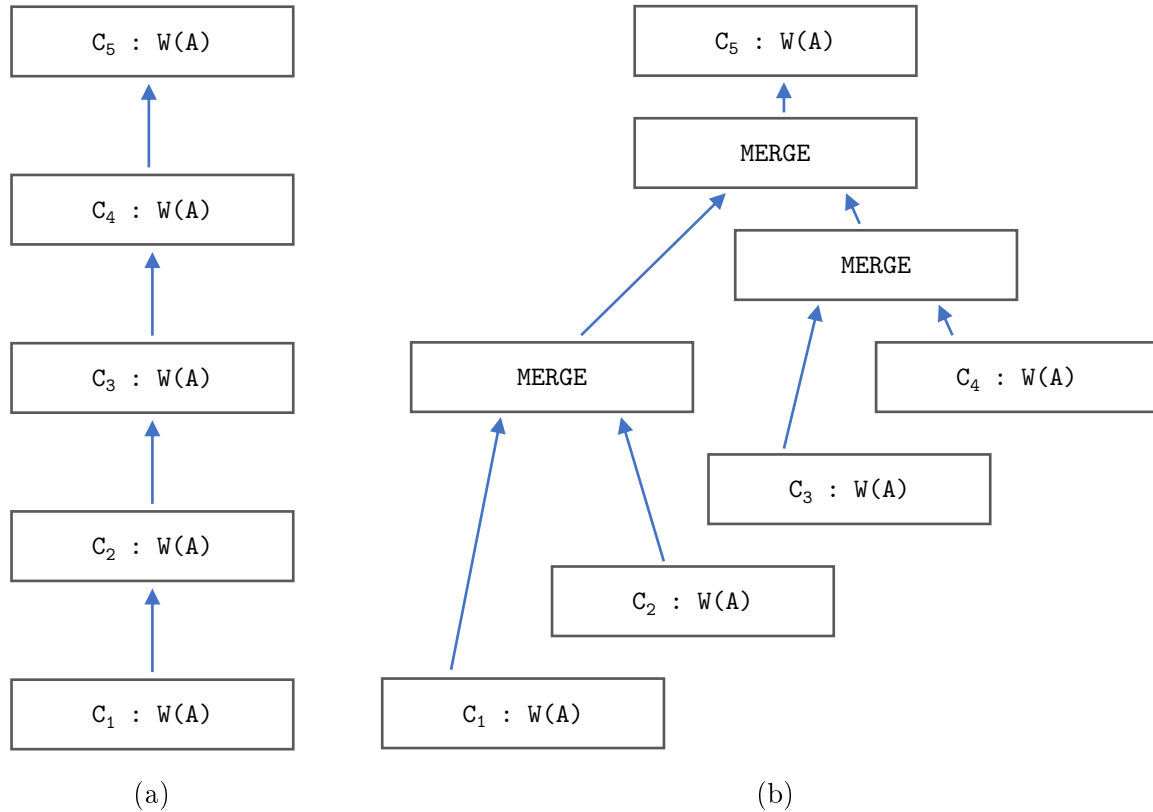 C₅ : W(A)
C₄ : W(A)
C₃ : W(A)
C₂ : W(A)
C₁ : W(A)
(a)
C₅ : W(A)
MERGE
MERGE
MERGE
C₄ : W(A)
C₃ : W(A)
C₂ : W(A)
C₁ : W(A)
(b)